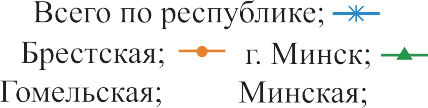 Всего по республике;
Брестская; г. Минск;
Гомельская; Минская;